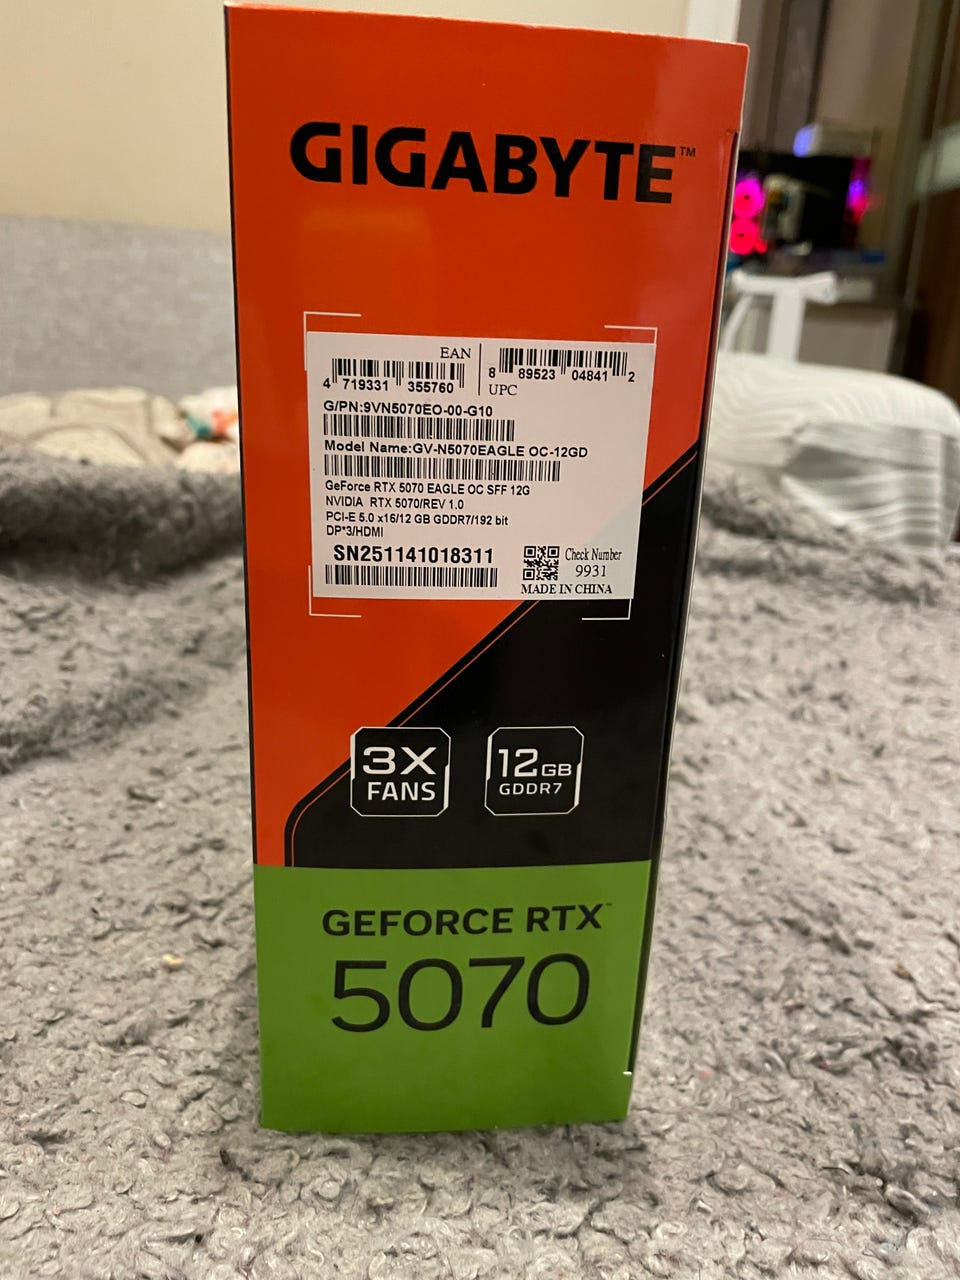 GIGABYTE™
EAN
4 719331 355760
8 89523 04841 2
UPC
G/PN:9VN5070EO-00-G10
Model Name:GV-N5070EAGLE OC-12GD
GeForce RTX 5070 EAGLE OC SFF 12G
NVIDIA RTX 5070/REV 1.0
PCI-E 5.0 x16/12 GB GDDR7/192 bit
DP*3/HDMI
SN251141018311
Check Number
9931
MADE IN CHINA
3X
FANS
12GB
GDDR7
GEFORCE RTX™
5070